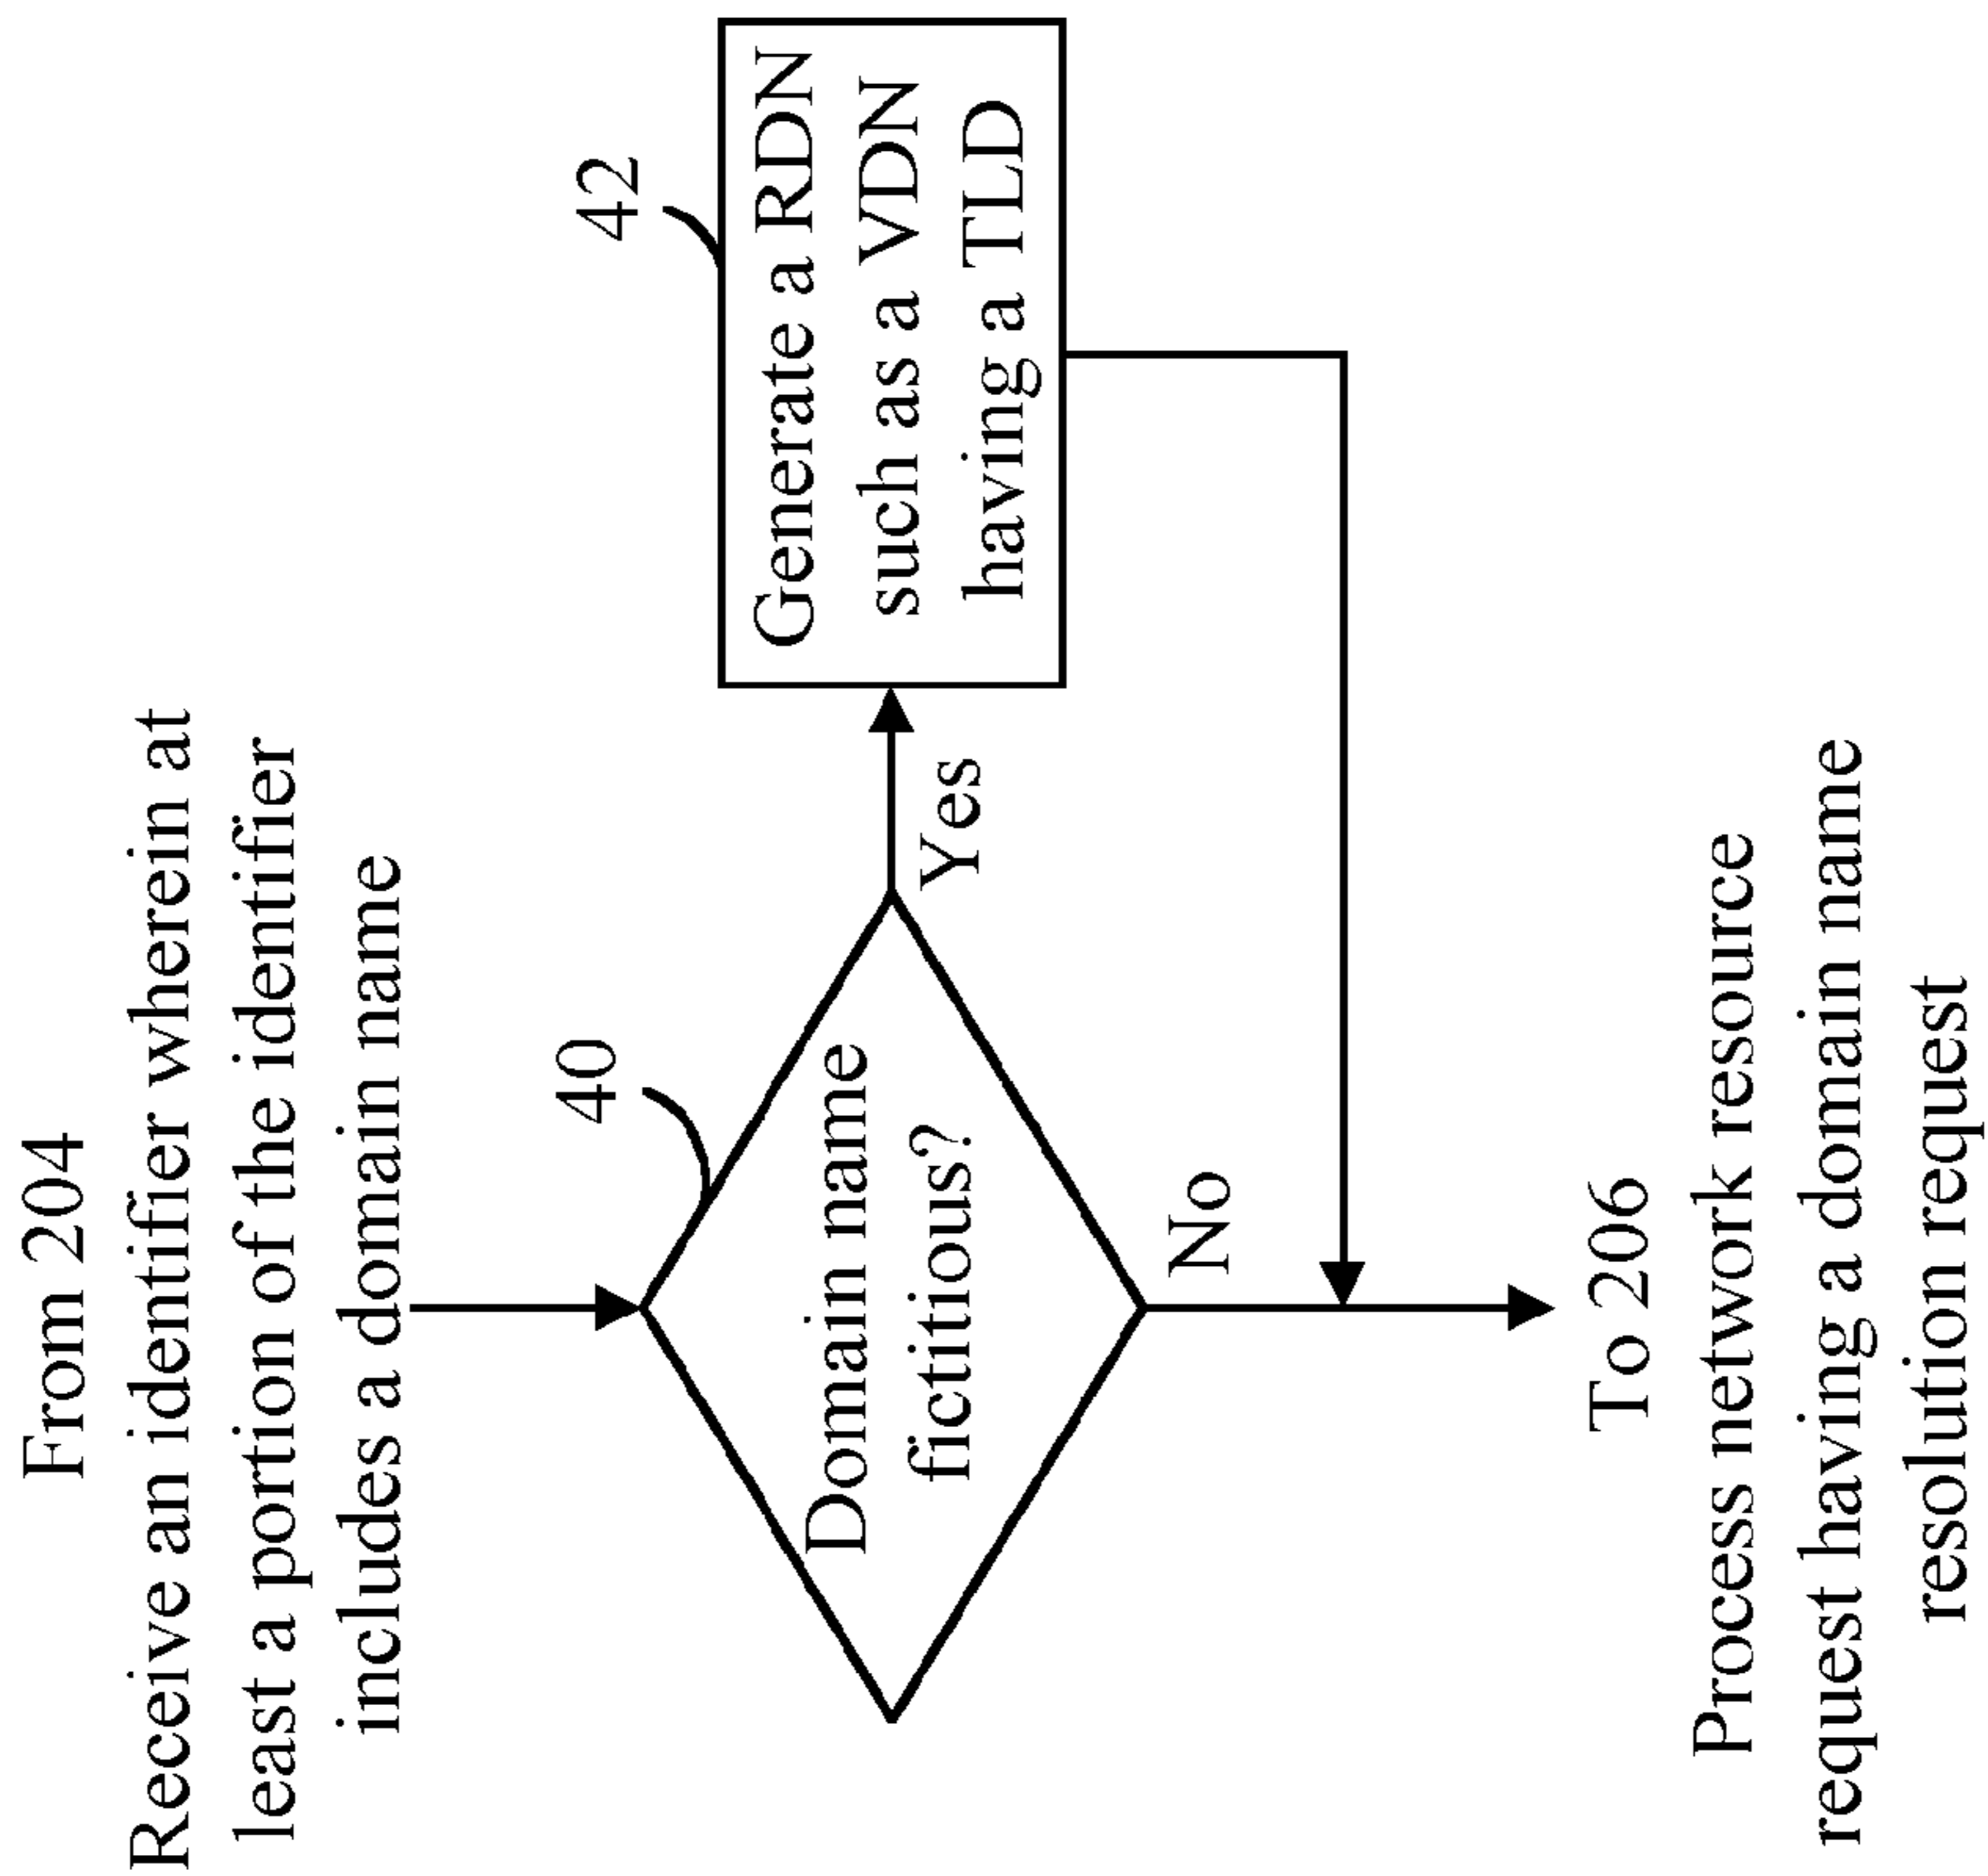 From 204
Receive an identifier wherein at
least a portion of the identifier
includes a domain name
40
Domain name
fictitious?
Yes
42
Generate a RDN
such as a VDN
having a TLD
No
To 206
Process network resource
request having a domain name
resolution request